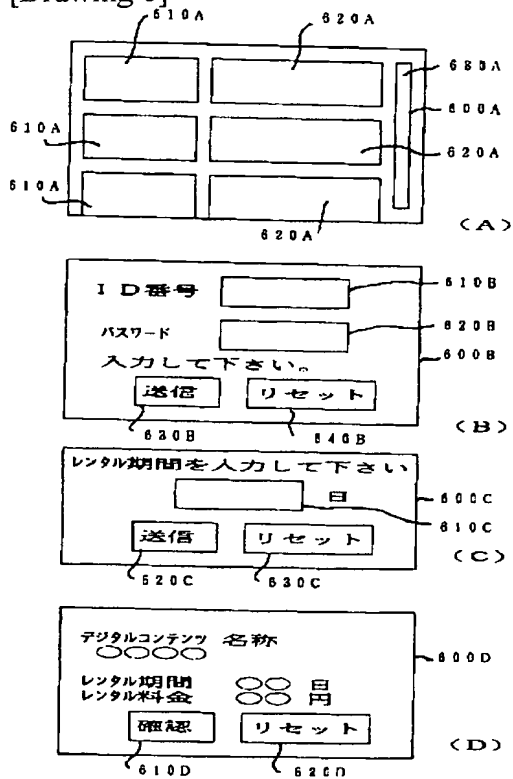 [Drawing
610A 620A
680A
600A
610A
620A
610A
620A
(A)
ID番号 610B
パスワード 620B
600B
入力して下さい。
送信 リセット
630B 640B
(B)
レンタル期間を入力して下さい
日 600C
610C
送信 リセット
(C)
620C 630C
デジタルコンテンツ 名称
○○○○
600D
レンタル期間 ○○ 日
レンタル料金 ○○ 円
確認 リセット
(D)
610D 620D